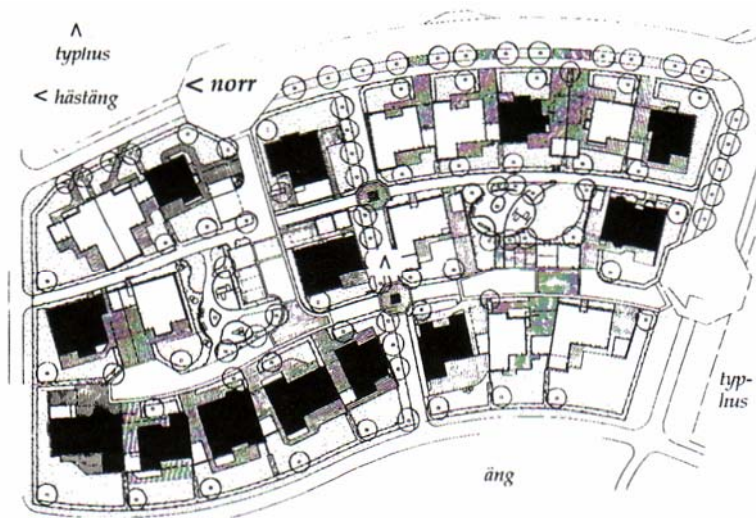 ^
typhus
< hästäng
< norr
^
typ-
hus
äng